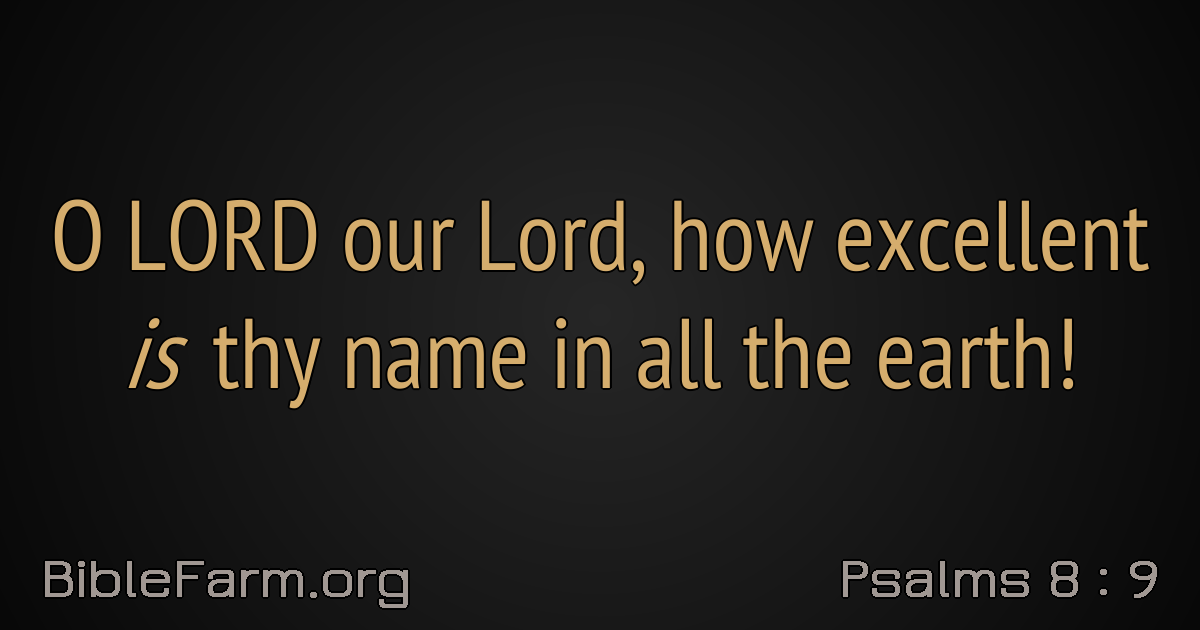 O LORD our Lord, how excellent
is thy name in all the earth!
BibleFarm.org
Psalms 8 : 9